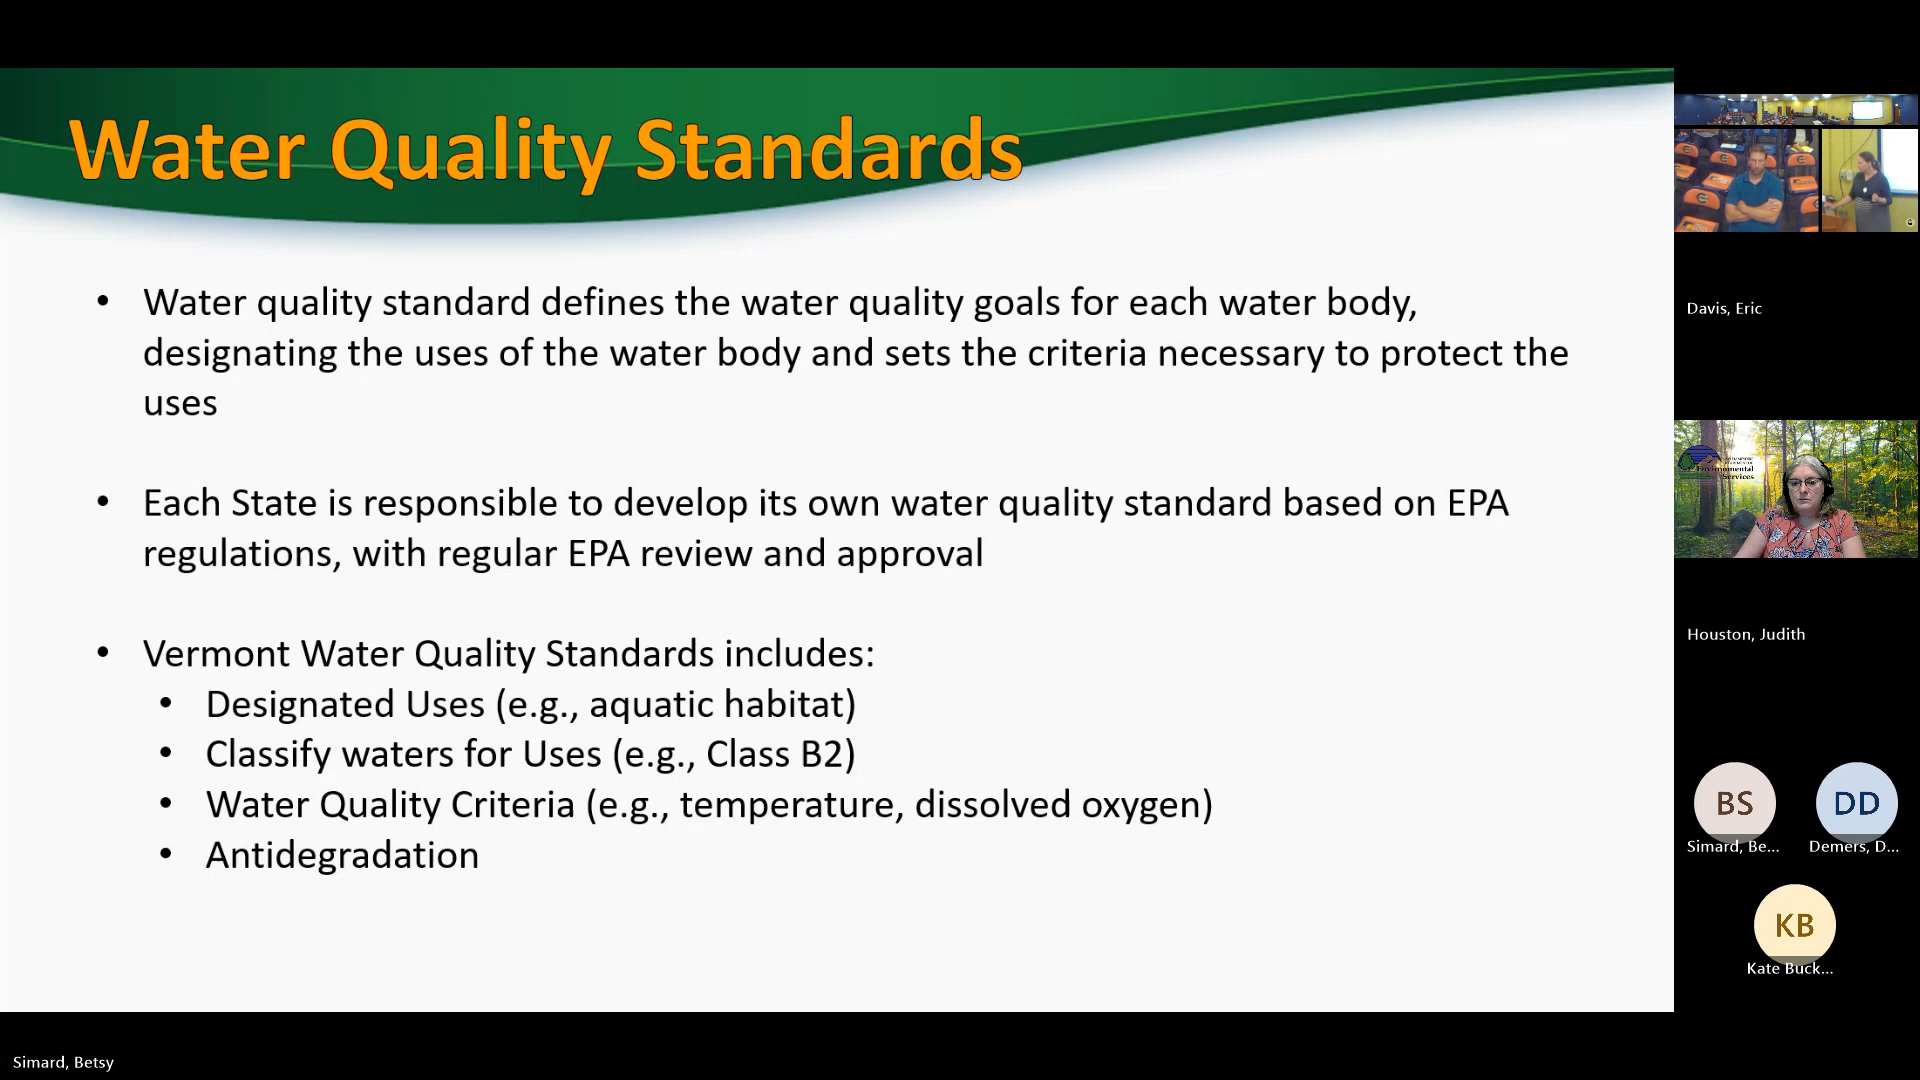 Water Quality Standards
• Water quality standard defines the water quality goals for each water body,
designating the uses of the water body and sets the criteria necessary to protect the
uses
• Each State is responsible to develop its own water quality standard based on EPA
regulations, with regular EPA review and approval
• Vermont Water Quality Standards includes:
• Designated Uses (e.g., aquatic habitat)
• Classify waters for Uses (e.g., Class B2)
• Water Quality Criteria (e.g., temperature, dissolved oxygen)
• Antidegradation
Davis, Eric
Environmental
Services
Houston, Judith
BS
Simard, Be...
DD
Demers, D...
KB
Kate Buck...
Simard, Betsy